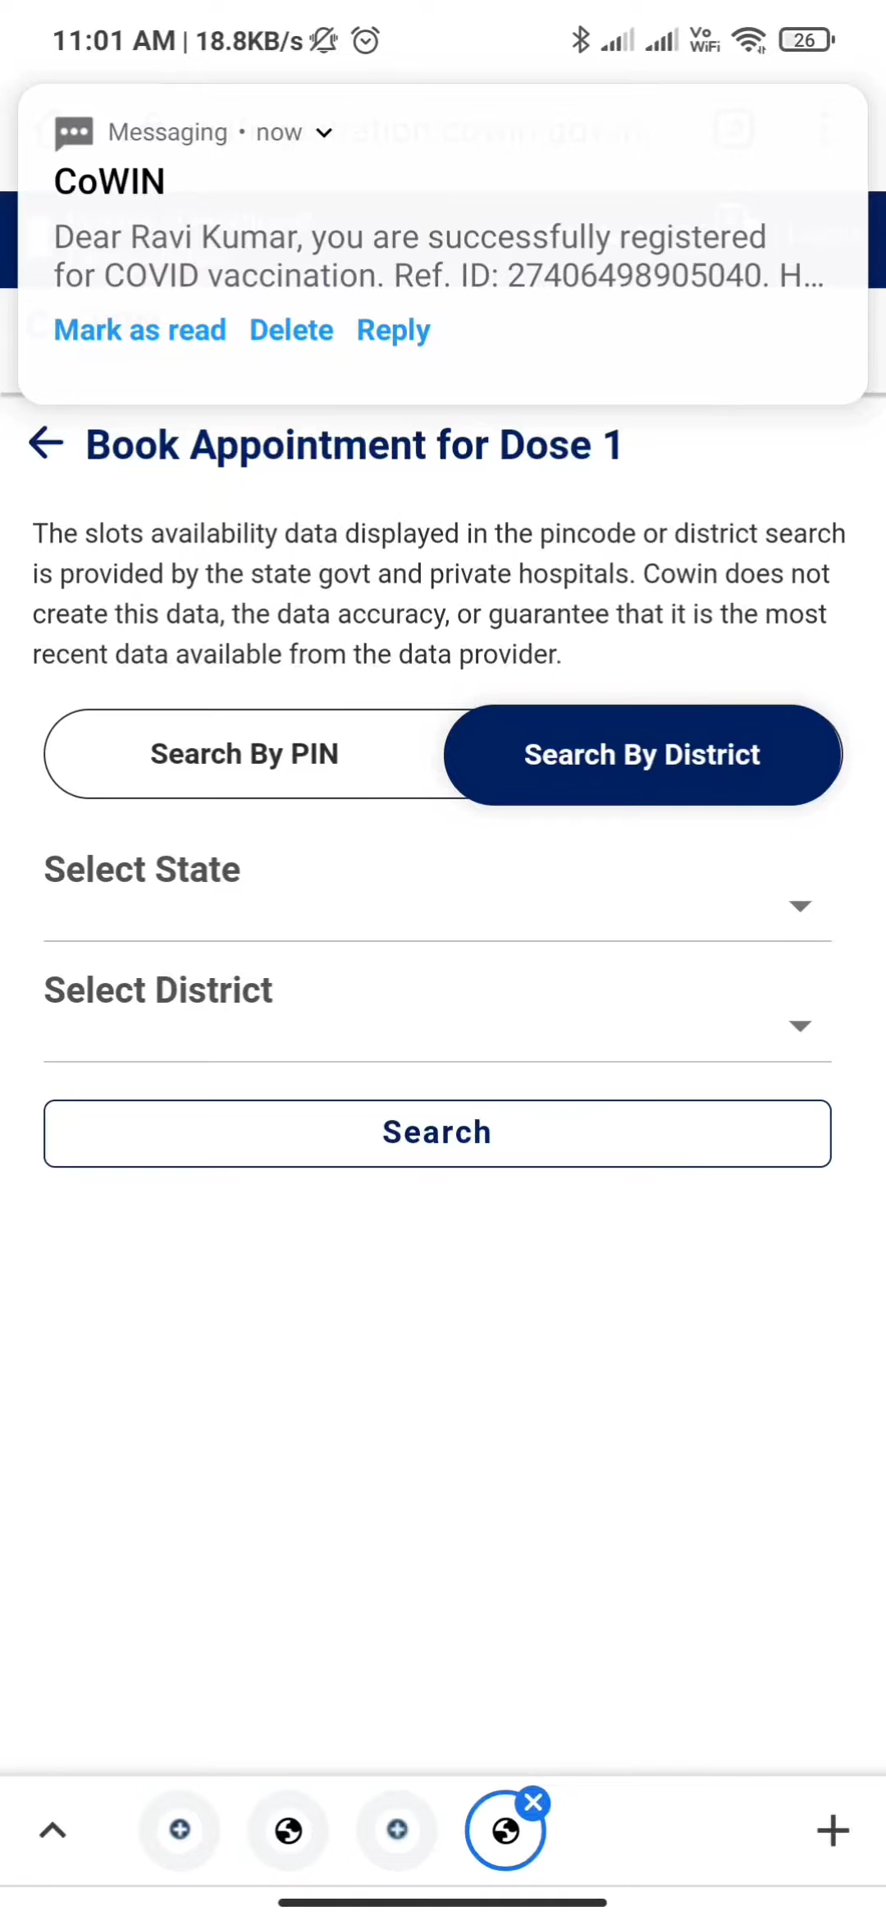 11:01 AM | 18.8KB/s
Vo WiFi 26
Messaging • now
CoWIN
Dear Ravi Kumar, you are successfully registered
for COVID vaccination. Ref. ID: 27406498905040. H...
Mark as read Delete Reply
Book Appointment for Dose 1
The slots availability data displayed in the pincode or district search
is provided by the state govt and private hospitals. Cowin does not
create this data, the data accuracy, or guarantee that it is the most
recent data available from the data provider.
Search By PIN Search By District
Select State
Select District
Search